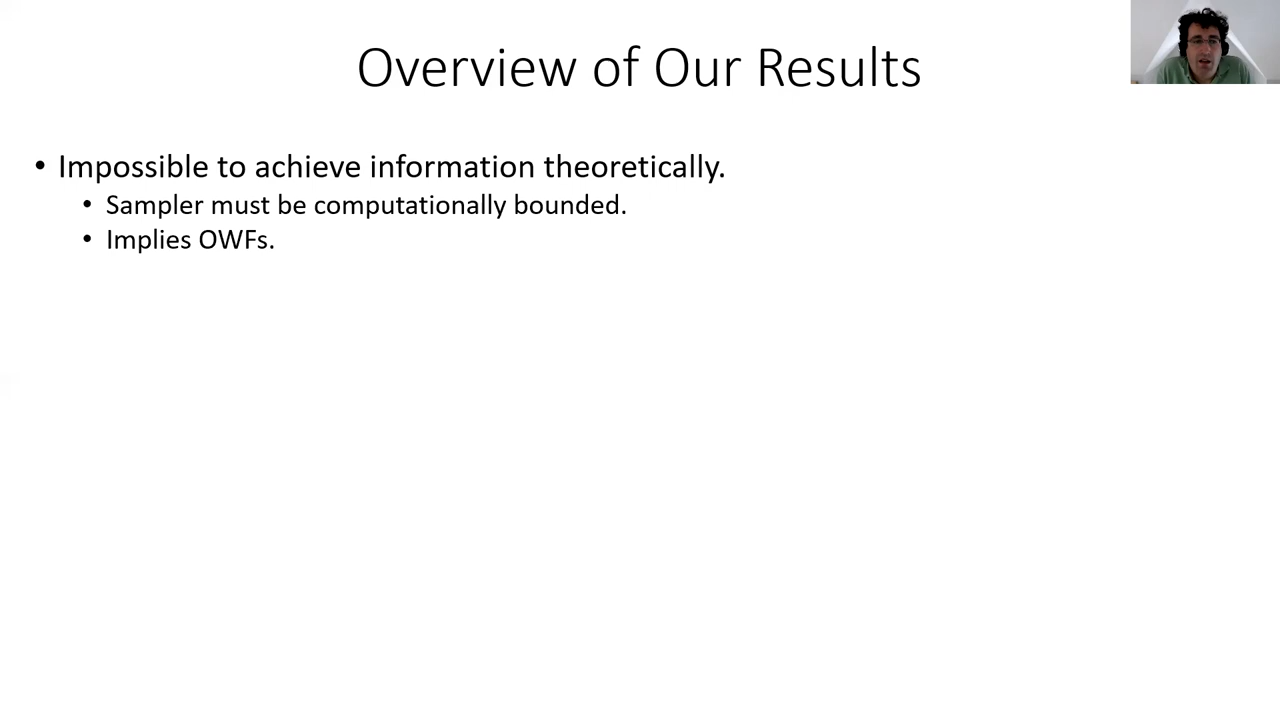 Overview of Our Results
• Impossible to achieve information theoretically.
• Sampler must be computationally bounded.
• Implies OWFs.